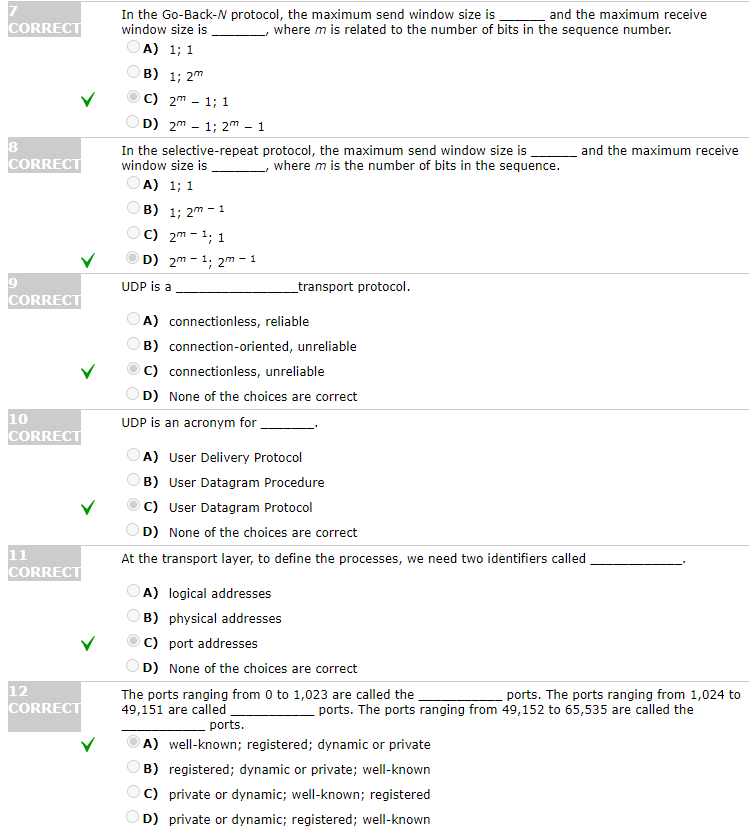 7
CORRECT
In the Go-Back-N protocol, the maximum send window size is ______ and the maximum receive
window size is _______, where m is related to the number of bits in the sequence number.
A) 1; 1
B) 1; 2^m
C) 2^m – 1; 1
D) 2^m – 1; 2^m – 1
8
CORRECT
In the selective-repeat protocol, the maximum send window size is ______ and the maximum receive
window size is _______, where m is the number of bits in the sequence.
A) 1; 1
B) 1; 2^(m – 1)
C) 2^(m – 1); 1
D) 2^(m – 1); 2^(m – 1)
9
CORRECT
UDP is a ________________transport protocol.
A) connectionless, reliable
B) connection-oriented, unreliable
C) connectionless, unreliable
D) None of the choices are correct
10
CORRECT
UDP is an acronym for _______.
A) User Delivery Protocol
B) User Datagram Procedure
C) User Datagram Protocol
D) None of the choices are correct
11
CORRECT
At the transport layer, to define the processes, we need two identifiers called ____________.
A) logical addresses
B) physical addresses
C) port addresses
D) None of the choices are correct
12
CORRECT
The ports ranging from 0 to 1,023 are called the ___________ ports. The ports ranging from 1,024 to
49,151 are called ___________ ports. The ports ranging from 49,152 to 65,535 are called the
___________ ports.
A) well-known; registered; dynamic or private
B) registered; dynamic or private; well-known
C) private or dynamic; well-known; registered
D) private or dynamic; registered; well-known